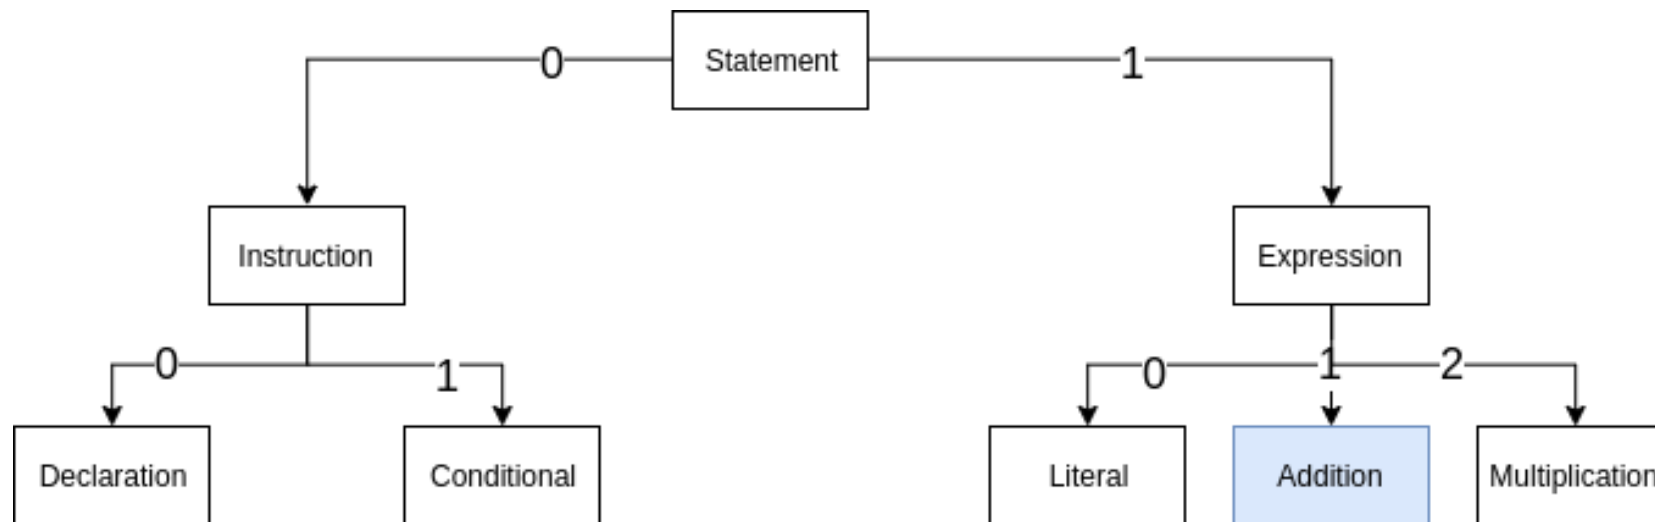 0
Statement
1
Instruction
Expression
0
1
0
1
2
Declaration
Conditional
Literal
Addition
Multiplication